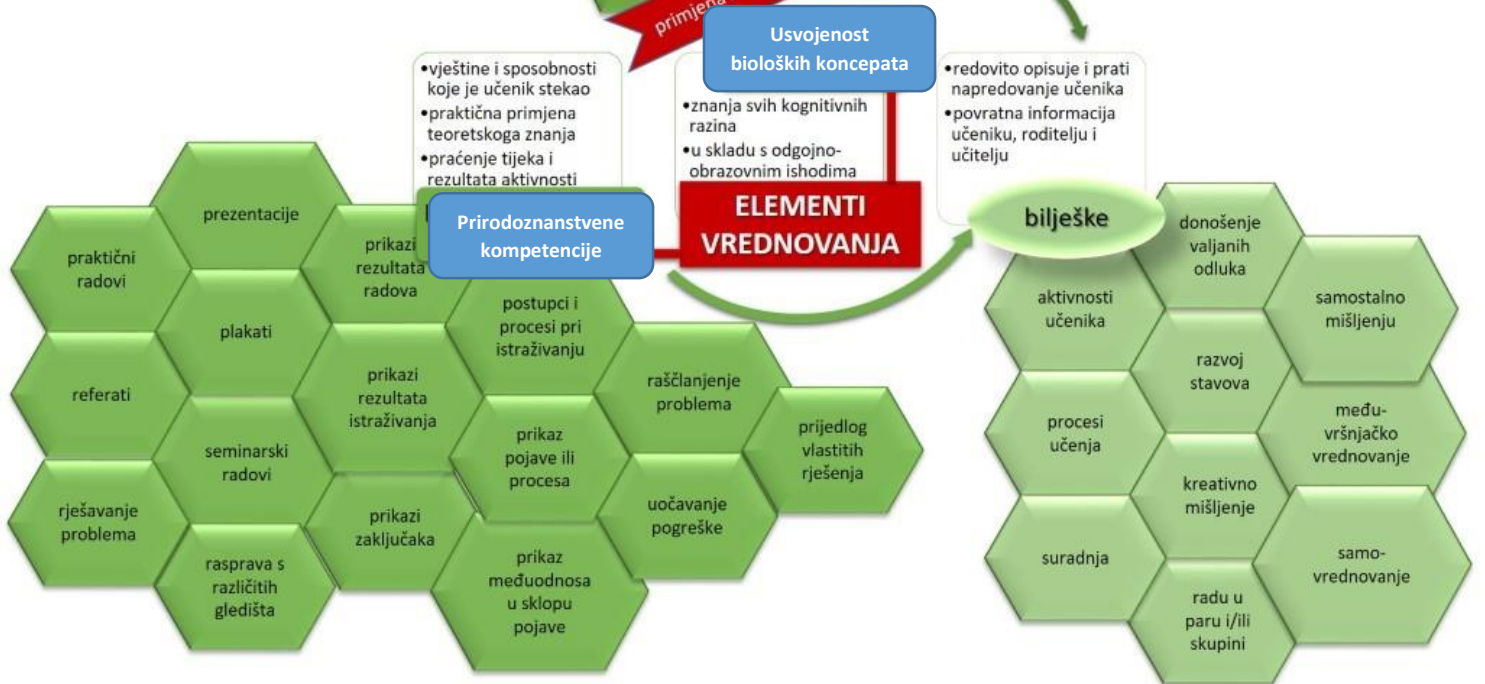 primjena
Usvojenost
bioloških koncepata
•vještine i sposobnosti
koje je učenik stekao
•praktična primjena
teoretskoga znanja
•praćenje tijeka i
rezultata aktivnosti
•znanja svih kognitivnih
razina
•u skladu s odgojno-
obrazovnim ishodima
•redovito opisuje i prati
napredovanje učenika
•povratna informacija
učeniku, roditelju i
učitelju
Prirodoznanstvene
kompetencije
ELEMENTI
VREDNOVANJA
bilješke
prezentacije
praktični
radovi
prikazi
rezultata
radova
plakati
postupci i
procesi pri
istraživanju
referati
prikazi
rezultata
istraživanja
raščlanjenje
problema
seminarski
radovi
prikaz
pojave ili
procesa
prijedlog
vlastitih
rješenja
rješavanje
problema
prikazi
zaključaka
uočavanje
pogreške
rasprava s
različitih
gledišta
prikaz
međuodnosa
u sklopu
pojave
donošenje
valjanih
odluka
aktivnosti
učenika
samostalno
mišljenju
razvoj
stavova
procesi
učenja
među-
vršnjačko
vrednovanje
kreativno
mišljenje
suradnja
samo-
vrednovanje
radu u
paru i/ili
skupini